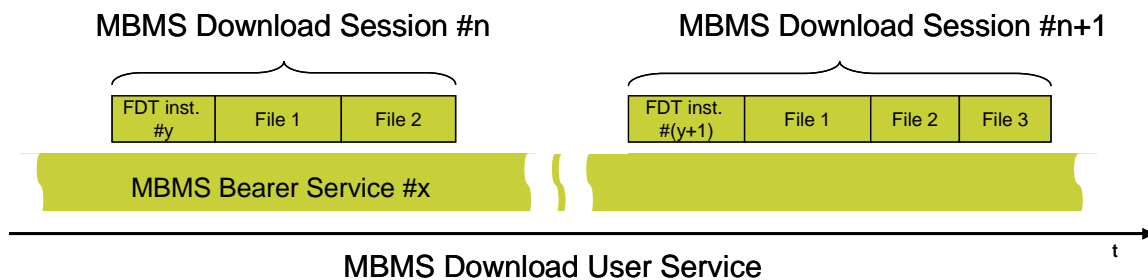 MBMS Download Session #n
MBMS Download Session #n+1
FDT inst.
#y
File 1
File 2
FDT inst.
#(y+1)
File 1
File 2
File 3
MBMS Bearer Service #x
t
MBMS Download User Service